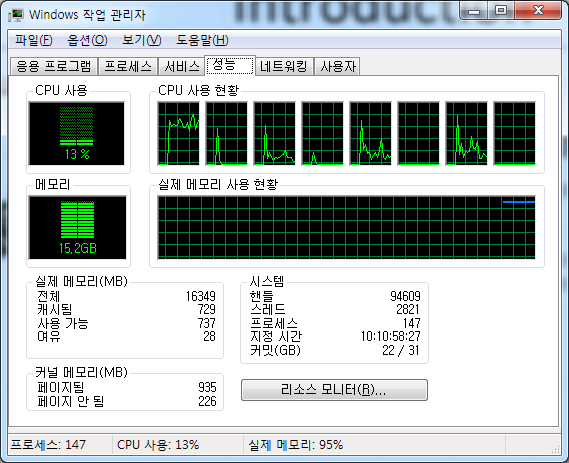 Introduction
Windows 작업 관리자
파일(F) 옵션(O) 보기(V) 도움말(H)
응용 프로그램 프로세스 서비스 성능 네트워킹 사용자
CPU 사용 CPU 사용 현황
13 %
메모리 실제 메모리 사용 현황
15,2GB
실제 메모리(MB)
전체 16349
캐시됨 729
사용 가능 737
여유 28
시스템
핸들 94609
스레드 2821
프로세스 147
지정 시간 10:10:58:27
커밋(GB) 22 / 31
커널 메모리(MB)
페이지됨 935
페이지 안 됨 226
리소스 모니터(R)...
프로세스: 147 CPU 사용: 13% 실제 메모리: 95%